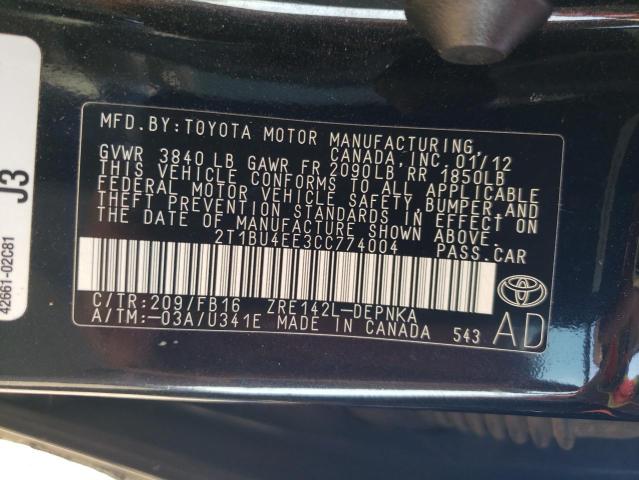 MFD. BY: TOYOTA MOTOR MANUFACTURING,
CANADA, INC. 01/12
GVWR 3840 LB GAWR FR 2090LB, RR 1850LB
THIS VEHICLE CONFORMS TO ALL APPLICABLE
FEDERAL MOTOR VEHICLE SAFETY, BUMPER, AND
THEFT PREVENTION STANDARDS IN EFFECT ON
THE DATE OF MANUFACTURE SHOWN ABOVE.
2T1BU4EE3CC774004 PASS. CAR
C/TR: 209/FB16 ZRE142L-DEPNKA
A/TM: -03A/U341E MADE IN CANADA 543 AD
J3
42661-02C81